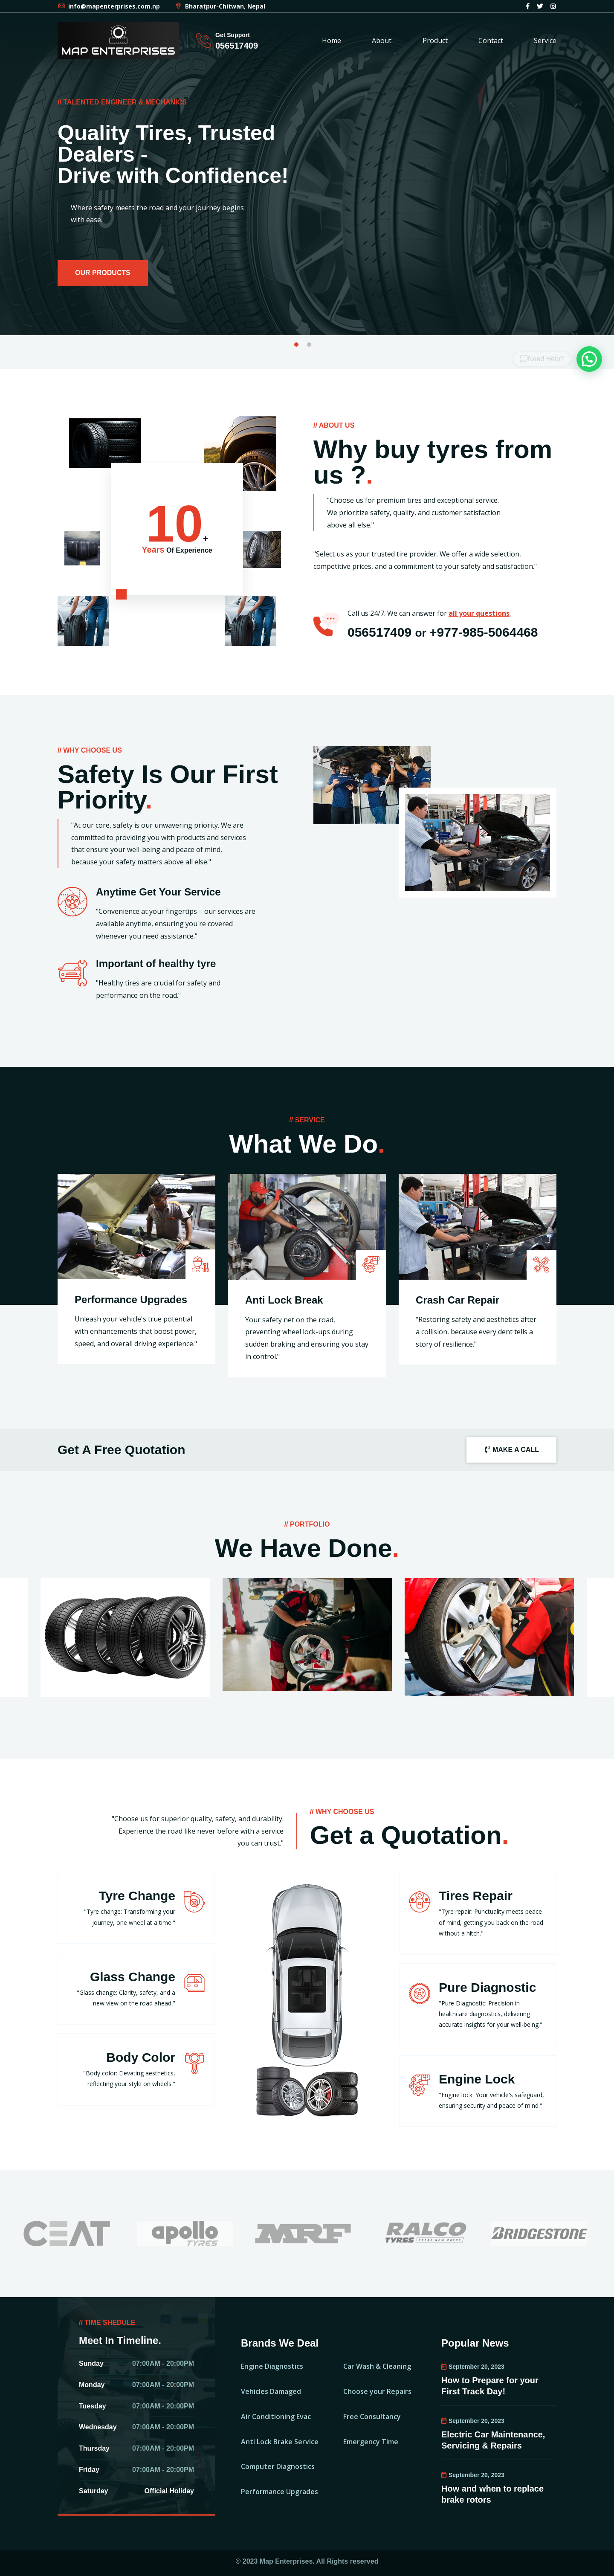 info@mapenterprises.com.np
Bharatpur-Chitwan, Nepal
MAP ENTERPRISES
Get Support
056517409
Home
About
Product
Contact
Service
// TALENTED ENGINEER & MECHANICS
Quality Tires, Trusted
Dealers -
Drive with Confidence!
Where safety meets the road and your journey begins
with ease.
OUR PRODUCTS
Need Help?
10+
Years Of Experience
// ABOUT US
Why buy tyres from
us ?.
"Choose us for premium tires and exceptional service.
We prioritize safety, quality, and customer satisfaction
above all else."
"Select us as your trusted tire provider. We offer a wide selection,
competitive prices, and a commitment to your safety and satisfaction."
Call us 24/7. We can answer for all your questions.
056517409 or +977-985-5064468
// WHY CHOOSE US
Safety Is Our First
Priority.
"At our core, safety is our unwavering priority. We are
committed to providing you with products and services
that ensure your well-being and peace of mind,
because your safety matters above all else."
Anytime Get Your Service
"Convenience at your fingertips – our services are
available anytime, ensuring you're covered
whenever you need assistance."
Important of healthy tyre
"Healthy tires are crucial for safety and
performance on the road."
// SERVICE
What We Do.
Performance Upgrades
Unleash your vehicle's true potential
with enhancements that boost power,
speed, and overall driving experience."
Anti Lock Break
Your safety net on the road,
preventing wheel lock-ups during
sudden braking and ensuring you stay
in control."
Crash Car Repair
"Restoring safety and aesthetics after
a collision, because every dent tells a
story of resilience."
Get A Free Quotation
MAKE A CALL
// PORTFOLIO
We Have Done.
"Choose us for superior quality, safety, and durability.
Experience the road like never before with a service
you can trust."
// WHY CHOOSE US
Get a Quotation.
Tyre Change
"Tyre change: Transforming your
journey, one wheel at a time."
Glass Change
"Glass change: Clarity, safety, and a
new view on the road ahead."
Body Color
"Body color: Elevating aesthetics,
reflecting your style on wheels."
Tires Repair
"Tyre repair: Punctuality meets peace
of mind, getting you back on the road
without a hitch."
Pure Diagnostic
"Pure Diagnostic: Precision in
healthcare diagnostics, delivering
accurate insights for your well-being."
Engine Lock
"Engine lock: Your vehicle's safeguard,
ensuring security and peace of mind."
CEAT
apollo
TYRES
MRF
RALCO
TYRES
BRIDGESTONE
// TIME SHEDULE
Meet In Timeline.
Sunday 07:00AM - 20:00PM
Monday 07:00AM - 20:00PM
Tuesday 07:00AM - 20:00PM
Wednesday 07:00AM - 20:00PM
Thursday 07:00AM - 20:00PM
Friday 07:00AM - 20:00PM
Saturday Official Holiday
Brands We Deal
Engine Diagnostics
Vehicles Damaged
Air Conditioning Evac
Anti Lock Brake Service
Computer Diagnostics
Performance Upgrades
Car Wash & Cleaning
Choose your Repairs
Free Consultancy
Emergency Time
Popular News
September 20, 2023
How to Prepare for your
First Track Day!
September 20, 2023
Electric Car Maintenance,
Servicing & Repairs
September 20, 2023
How and when to replace
brake rotors
© 2023 Map Enterprises. All Rights reserved